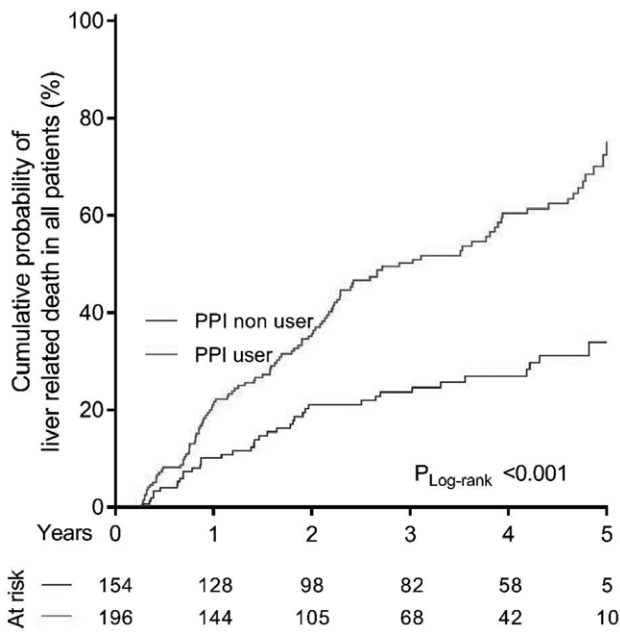 Cumulative probability of
liver related death in all patients (%)
100
80
60
40
20
0
PPI non user
PPI user
P Log-rank <0.001
Years 0 1 2 3 4 5
At risk
154 128 98 82 58 5
196 144 105 68 42 10